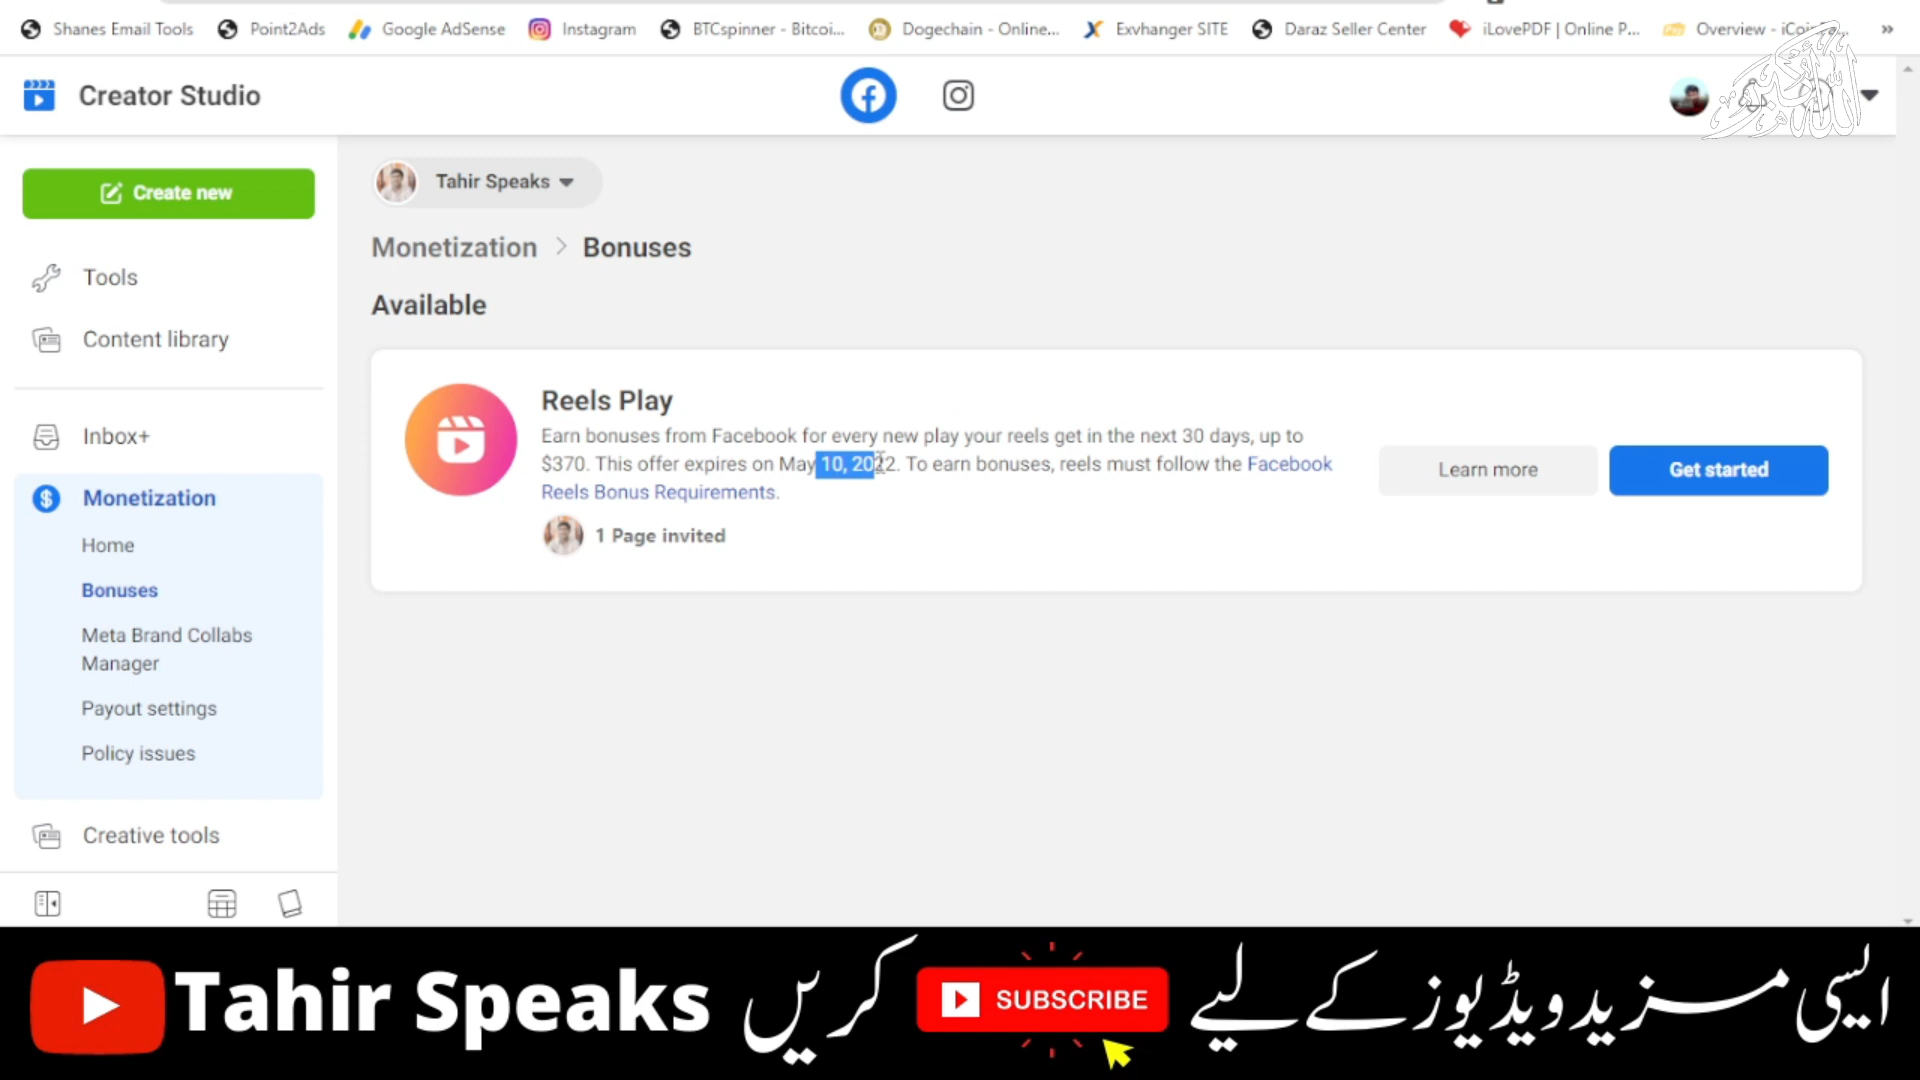 Shanes Email Tools Point2Ads Google AdSense Instagram BTCspinner - Bitcoi... Dogechain - Online... Exvhanger SITE Daraz Seller Center iLovePDF | Online P... Overview - »
Creator Studio
الله أكبر
Create new
Tools
Content library
Inbox+
Monetization
Home
Bonuses
Meta Brand Collabs
Manager
Payout settings
Policy issues
Creative tools
Tahir Speaks
Monetization > Bonuses
Available
Reels Play
Earn bonuses from Facebook for every new play your reels get in the next 30 days, up to
$370. This offer expires on May 10, 2022. To earn bonuses, reels must follow the Facebook
Reels Bonus Requirements.
1 Page invited
Learn more
Get started
ایسی مزید ویڈیوز کے لیے SUBSCRIBE کریں Tahir Speaks